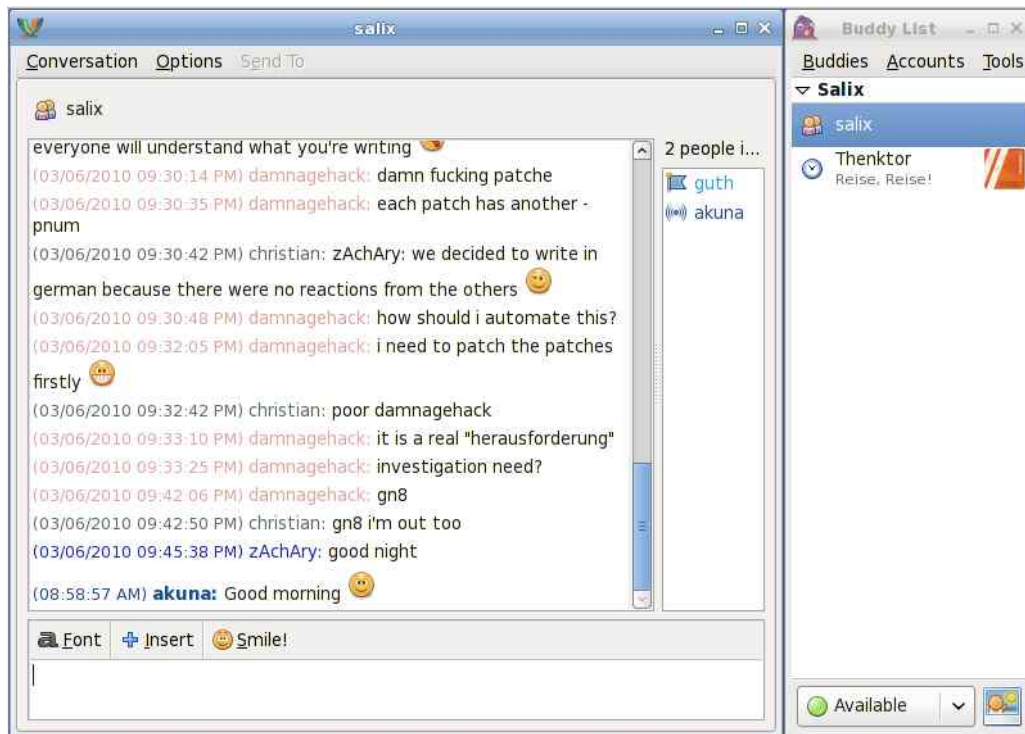 salix
Conversation Options Send To
salix
everyone will understand what you're writing
(03/06/2010 09:30:14 PM) damnagehack: damn fucking patche
(03/06/2010 09:30:35 PM) damnagehack: each patch has another -
pnum
(03/06/2010 09:30:42 PM) christian: zAchAry: we decided to write in
german because there were no reactions from the others
(03/06/2010 09:30:48 PM) damnagehack: how should i automate this?
(03/06/2010 09:32:05 PM) damnagehack: i need to patch the patches
firstly
(03/06/2010 09:32:42 PM) christian: poor damnagehack
(03/06/2010 09:33:10 PM) damnagehack: it is a real "herausforderung"
(03/06/2010 09:33:25 PM) damnagehack: investigation need?
(03/06/2010 09:42 06 PM) damnagehack: gn8
(03/06/2010 09:42:50 PM) christian: gn8 i'm out too
(03/06/2010 09:45:38 PM) zAchAry: good night
(08:58:57 AM) akuna: Good morning
2 people i...
guth
akuna
Font Insert Smile!
Buddy List
Buddies Accounts Tools
Salix
salix
Thenktor
Reise, Reise!
Available